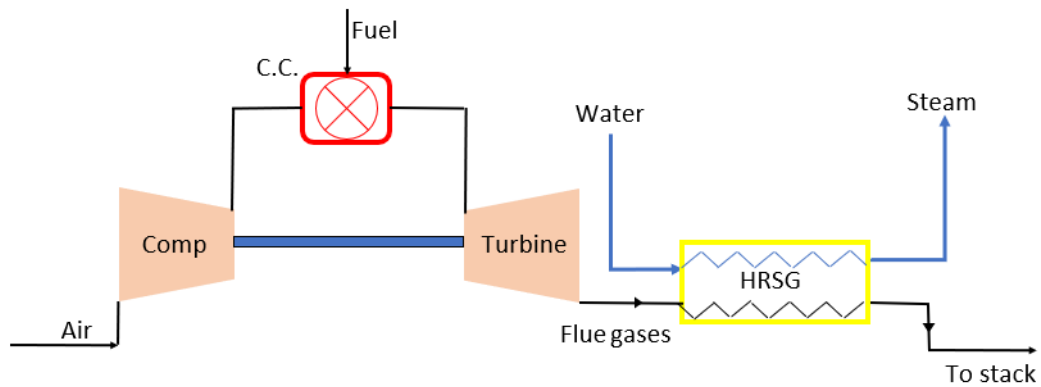 Fuel
C.C.
Water
Steam
Comp
Turbine
HRSG
Air
Flue gases
To stack